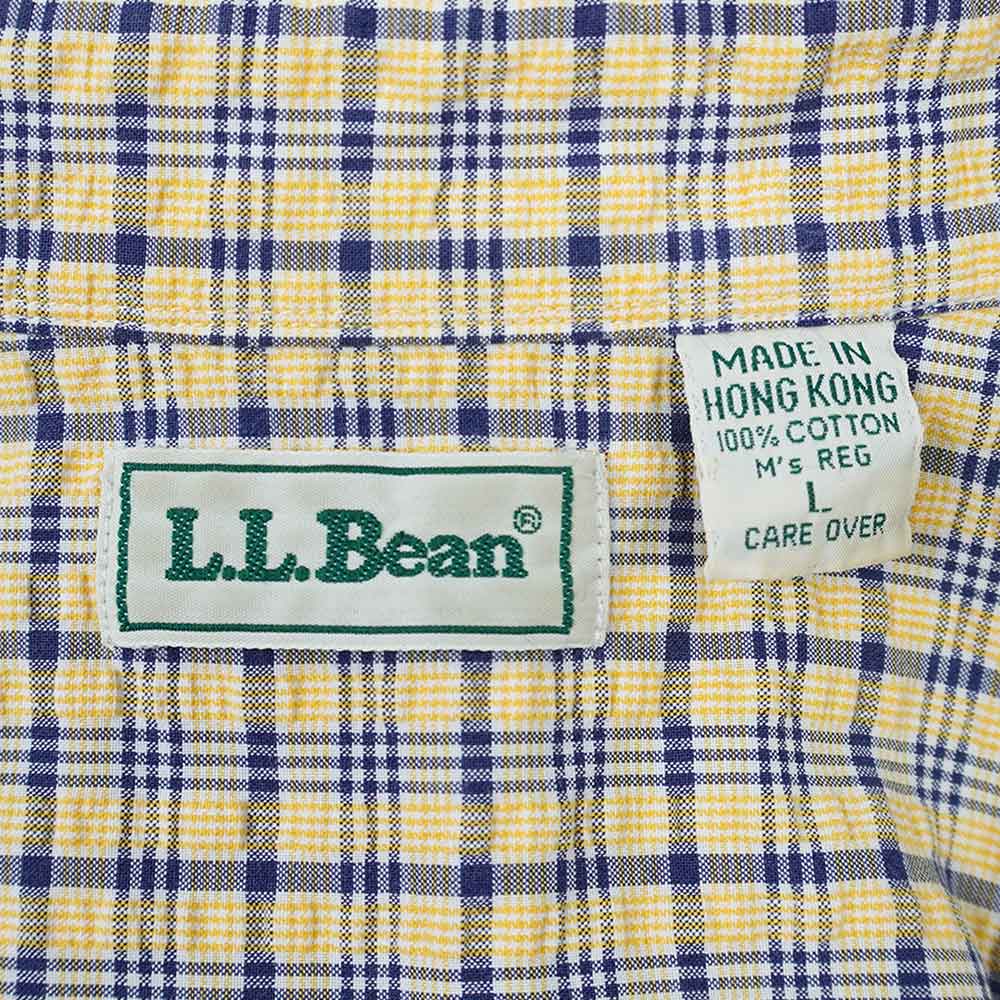 L.L.Bean®
MADE IN
HONG KONG
100% COTTON
M's REG
L
CARE OVER